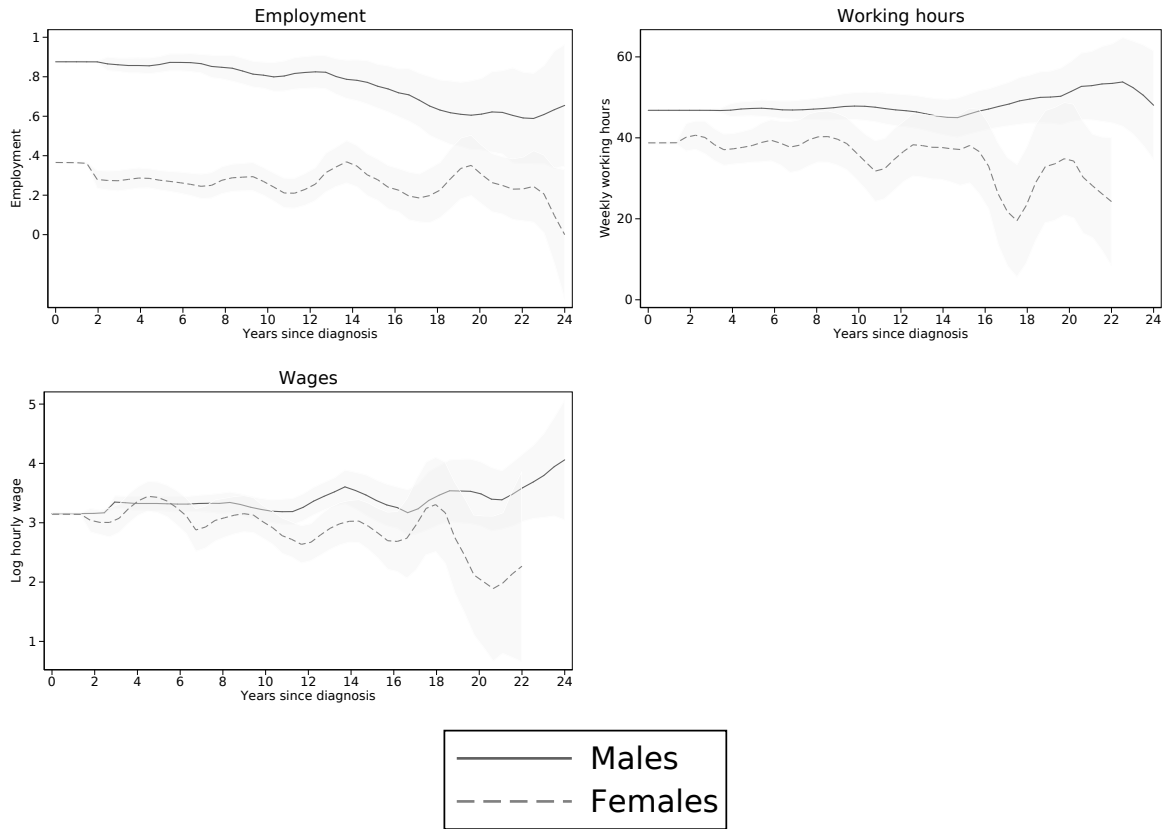 Employment
Employment
1
.8
.6
.4
.2
0
0 2 4 6 8 10 12 14 16 18 20 22 24
Years since diagnosis
Working hours
Weekly working hours
60
40
20
0
0 2 4 6 8 10 12 14 16 18 20 22 24
Years since diagnosis
Wages
Log hourly wage
5
4
3
2
1
0 2 4 6 8 10 12 14 16 18 20 22 24
Years since diagnosis
Males
Females